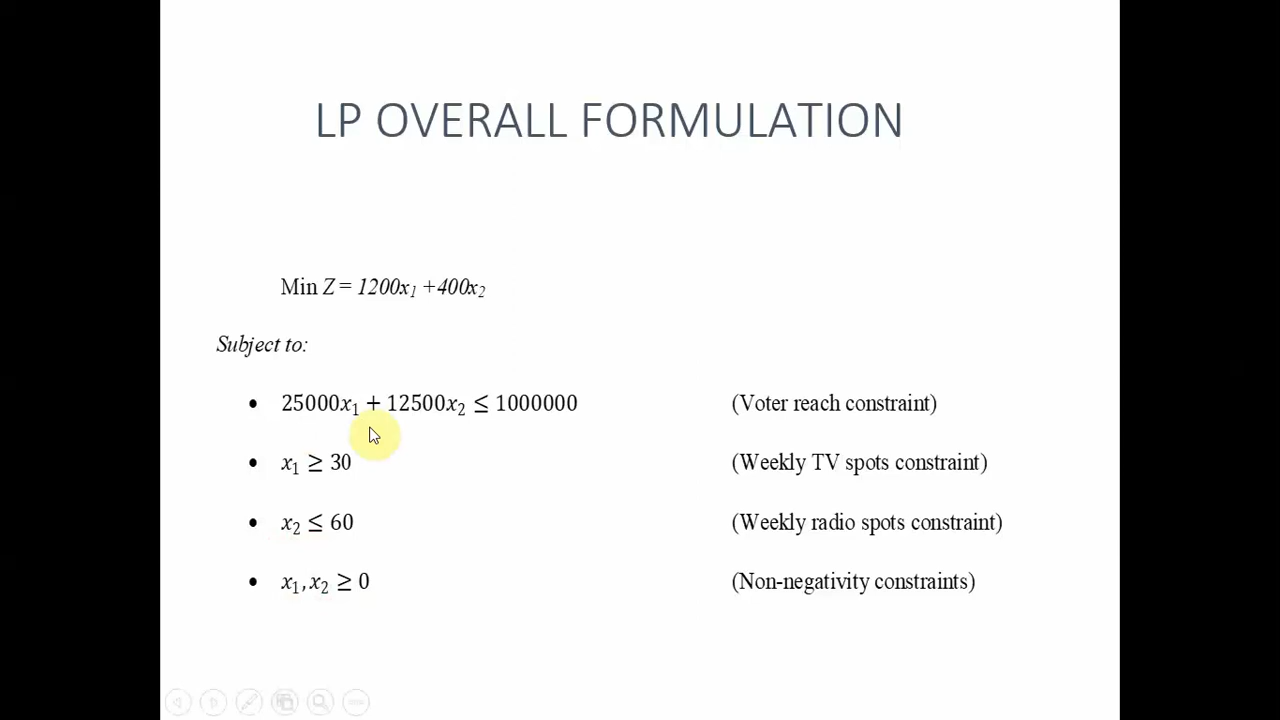 LP OVERALL FORMULATION
Min Z = 1200x₁ +400x₂
Subject to:
• 25000x₁ + 12500x₂ ≤ 1000000 (Voter reach constraint)
• x₁ ≥ 30 (Weekly TV spots constraint)
• x₂ ≤ 60 (Weekly radio spots constraint)
• x₁, x₂ ≥ 0 (Non-negativity constraints)